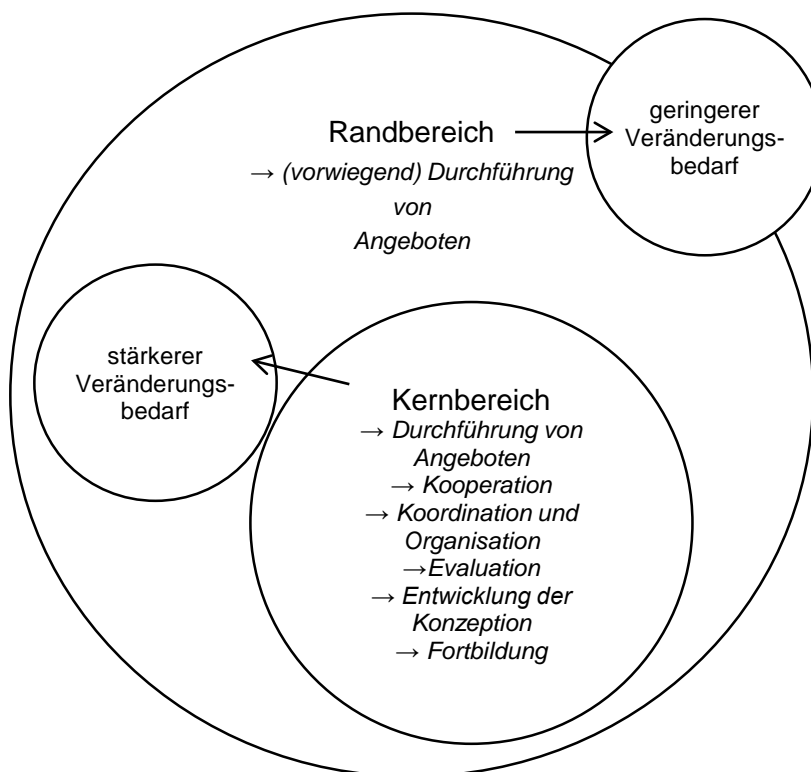 geringerer
Veränderungs-
bedarf
Randbereich
→ (vorwiegend) Durchführung
von
Angeboten
stärkerer
Veränderungs-
bedarf
Kernbereich
→ Durchführung von
Angeboten
→ Kooperation
→ Koordination und
Organisation
→Evaluation
→ Entwicklung der
Konzeption
→ Fortbildung